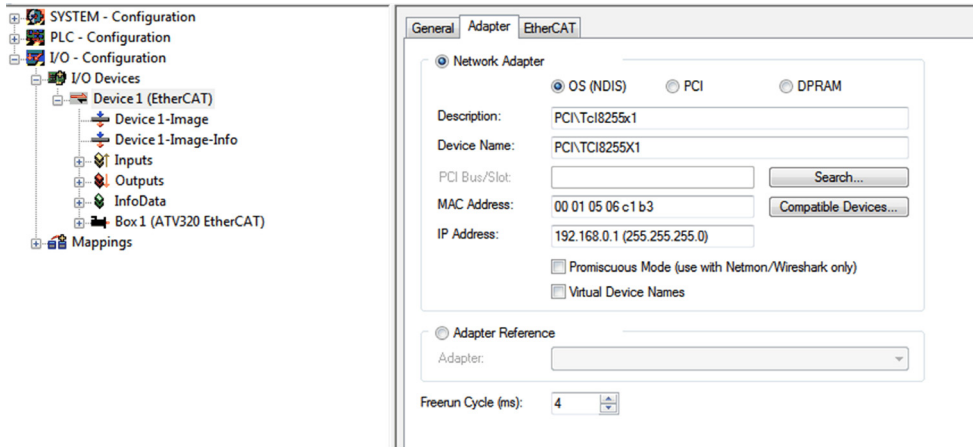 SYSTEM - Configuration
PLC - Configuration
I/O - Configuration
I/O Devices
Device 1 (EtherCAT)
Device 1-Image
Device 1-Image-Info
Inputs
Outputs
InfoData
Box 1 (ATV320 EtherCAT)
Mappings
General Adapter EtherCAT
Network Adapter
OS (NDIS) PCI DPRAM
Description: PCI\TcI8255x1
Device Name: PCI\TCI8255X1
PCI Bus/Slot: Search...
MAC Address: 00 01 05 06 c1 b3 Compatible Devices...
IP Address: 192.168.0.1 (255.255.255.0)
Promiscuous Mode (use with Netmon/Wireshark only)
Virtual Device Names
Adapter Reference
Adapter:
Freerun Cycle (ms): 4